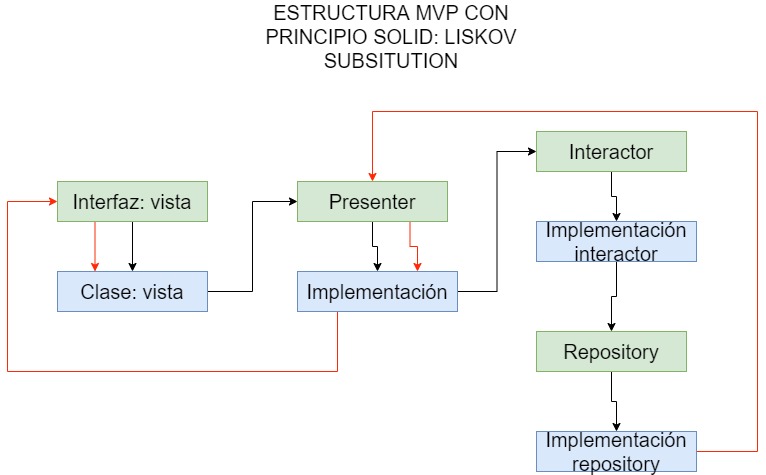 ESTRUCTURA MVP CON
PRINCIPIO SOLID: LISKOV
SUBSITUTION
Interfaz: vista
Clase: vista
Presenter
Implementación
Interactor
Implementación
interactor
Repository
Implementación
repository